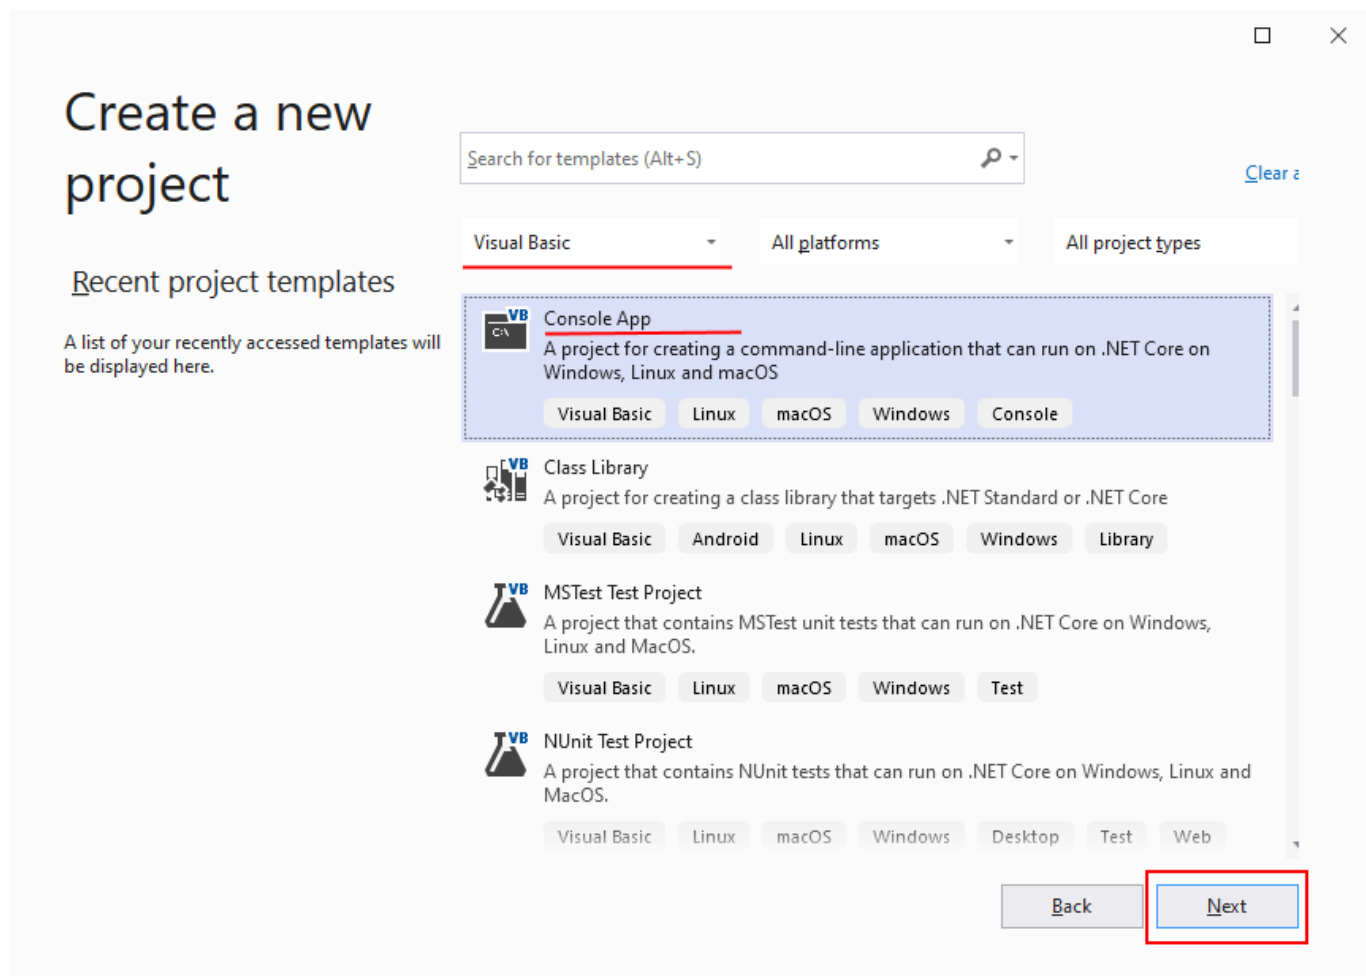 Create a new
project
Search for templates (Alt+S)
Clear a
Visual Basic
All platforms
All project types
Recent project templates
A list of your recently accessed templates will
be displayed here.
VB
C:\
Console App
A project for creating a command-line application that can run on .NET Core on
Windows, Linux and macOS
Visual Basic Linux macOS Windows Console
VB
Class Library
A project for creating a class library that targets .NET Standard or .NET Core
Visual Basic Android Linux macOS Windows Library
VB
MSTest Test Project
A project that contains MSTest unit tests that can run on .NET Core on Windows,
Linux and MacOS.
Visual Basic Linux macOS Windows Test
VB
NUnit Test Project
A project that contains NUnit tests that can run on .NET Core on Windows, Linux and
MacOS.
Visual Basic Linux macOS Windows Desktop Test Web
Back
Next